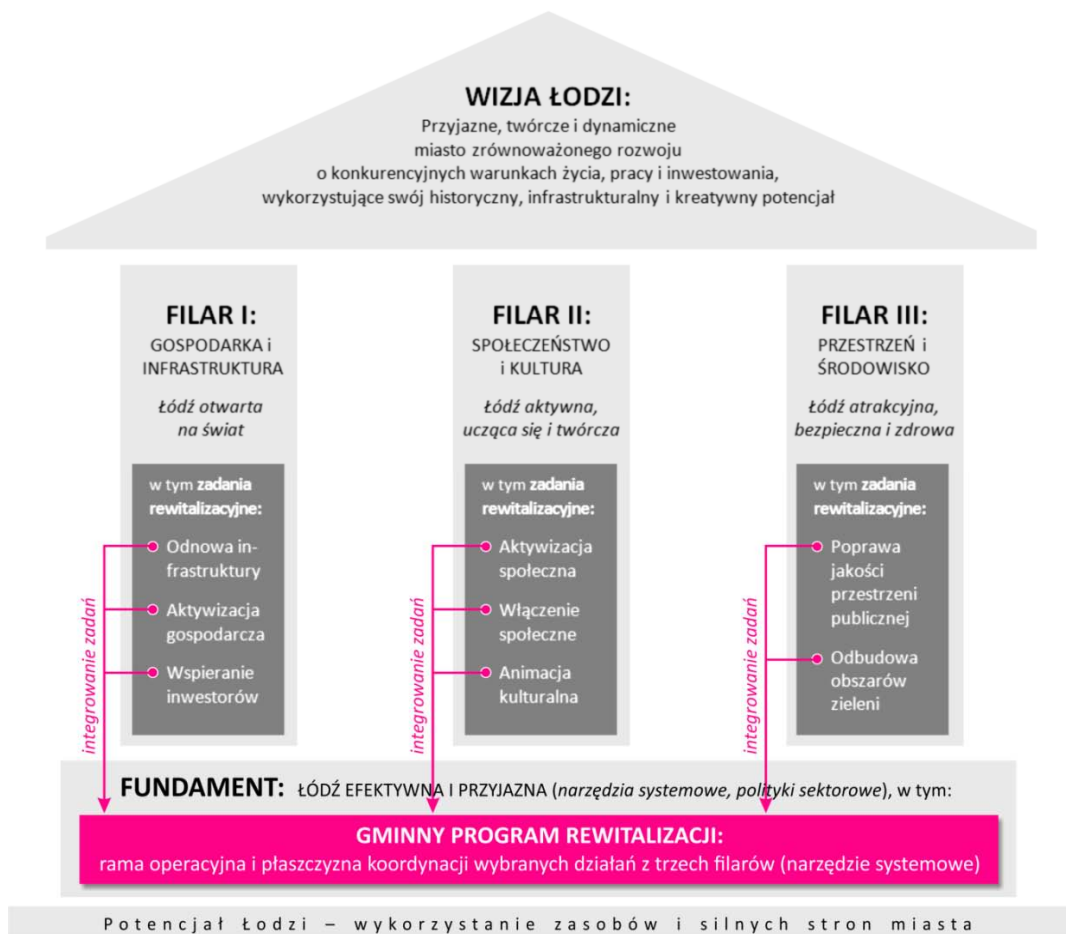 WIZJA ŁODZI:
Przyjazne, twórcze i dynamiczne
miasto zrównoważonego rozwoju
o konkurencyjnych warunkach życia, pracy i inwestowania,
wykorzystujące swój historyczny, infrastrukturalny i kreatywny potencjał
FILAR I:
GOSPODARKA i
INFRASTRUKTURA
Łódź otwarta
na świat
w tym zadania
rewitalizacyjne:
Odnowa in-
frastruktury
Aktywizacja
gospodarcza
Wspieranie
inwestorów
integrowanie zadań
FILAR II:
SPOŁECZEŃSTWO
i KULTURA
Łódź aktywna,
ucząca się i twórcza
w tym zadania
rewitalizacyjne:
Aktywizacja
społeczna
Włączenie
społeczne
Animacja
kulturalna
integrowanie zadań
FILAR III:
PRZESTRZEŃ i
ŚRODOWISKO
Łódź atrakcyjna,
bezpieczna i zdrowa
w tym zadania
rewitalizacyjne:
Poprawa
jakości
przestrzeni
publicznej
Odbudowa
obszarów
zieleni
integrowanie zadań
FUNDAMENT: ŁÓDŹ EFEKTYWNA I PRZYJAZNA (narzędzia systemowe, polityki sektorowe), w tym:
GMINNY PROGRAM REWITALIZACJI:
rama operacyjna i płaszczyzna koordynacji wybranych działań z trzech filarów (narzędzie systemowe)
Potencjał Łodzi – wykorzystanie zasobów i silnych stron miasta